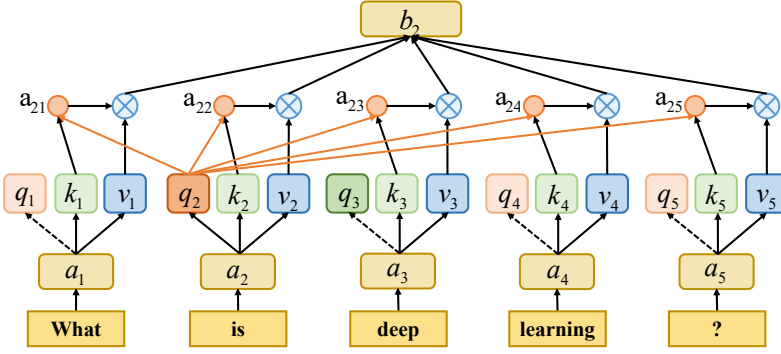 b2
a21 a22 a23 a24 a25
q1 k1 v1 q2 k2 v2 q3 k3 v3 q4 k4 v4 q5 k5 v5
a1 a2 a3 a4 a5
What is deep learning ?